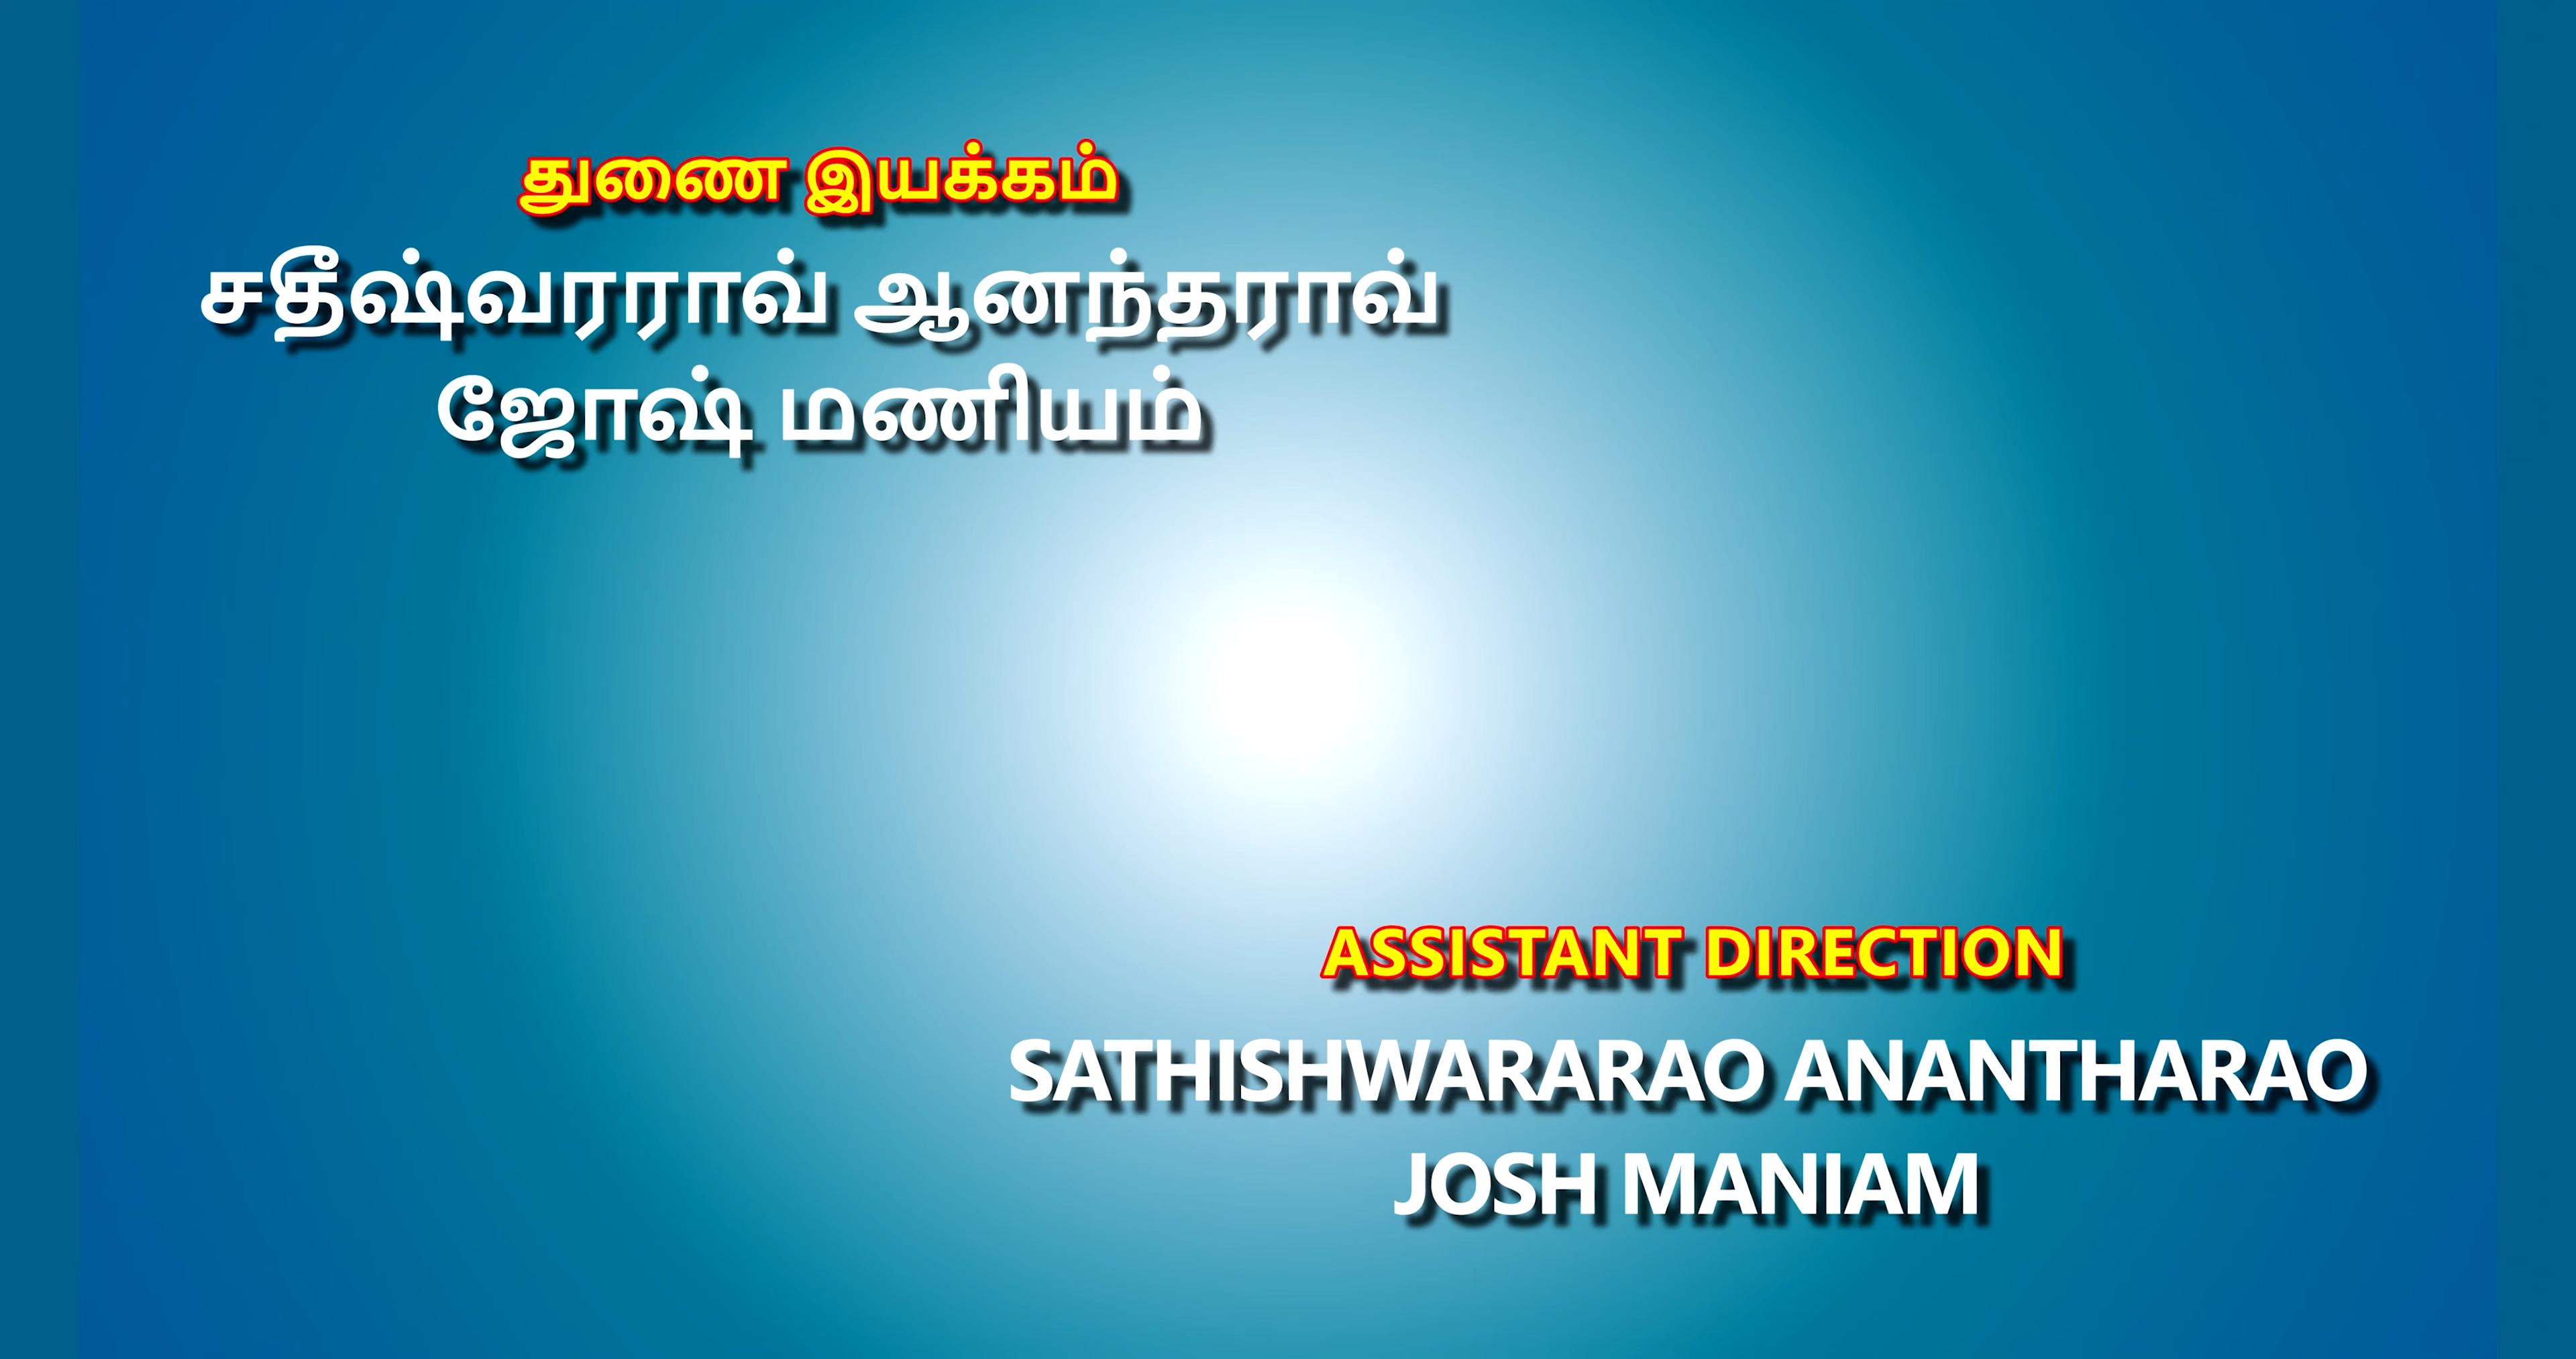 துணை இயக்கம்
சதீஷ்வரராவ் ஆனந்தராவ்
ஜோஷ் மணியம்
ASSISTANT DIRECTION
SATHISHWARARAO ANANTHARAO
JOSH MANIAM